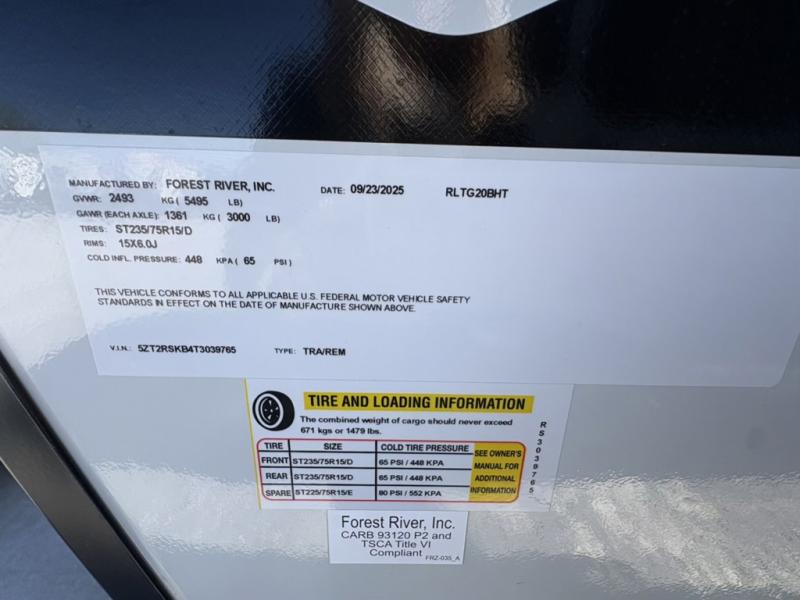 MANUFACTURED BY: FOREST RIVER, INC. DATE: 09/23/2025 RLTG20BHT
GVWR: 2493 KG ( 5495 LB)
GAWR (EACH AXLE): 1361 KG ( 3000 LB)
TIRES: ST235/75R15/D
RIMS: 15X6.0J
COLD INFL. PRESSURE: 448 KPA ( 65 PSI )
THIS VEHICLE CONFORMS TO ALL APPLICABLE U.S. FEDERAL MOTOR VEHICLE SAFETY
STANDARDS IN EFFECT ON THE DATE OF MANUFACTURE SHOWN ABOVE.
V.I.N.: 5ZT2RSKB4T3039765 TYPE: TRA/REM
TIRE AND LOADING INFORMATION
The combined weight of cargo should never exceed
671 kgs or 1479 lbs.
TIRE SIZE COLD TIRE PRESSURE
FRONT ST235/75R15/D 65 PSI / 448 KPA
REAR ST235/75R15/D 65 PSI / 448 KPA
SPARE ST225/75R15/E 80 PSI / 552 KPA
SEE OWNER'S
MANUAL FOR
ADDITIONAL
INFORMATION
RS3039765
Forest River, Inc.
CARB 93120 P2 and
TSCA Title VI
Compliant
FRZ-035_A